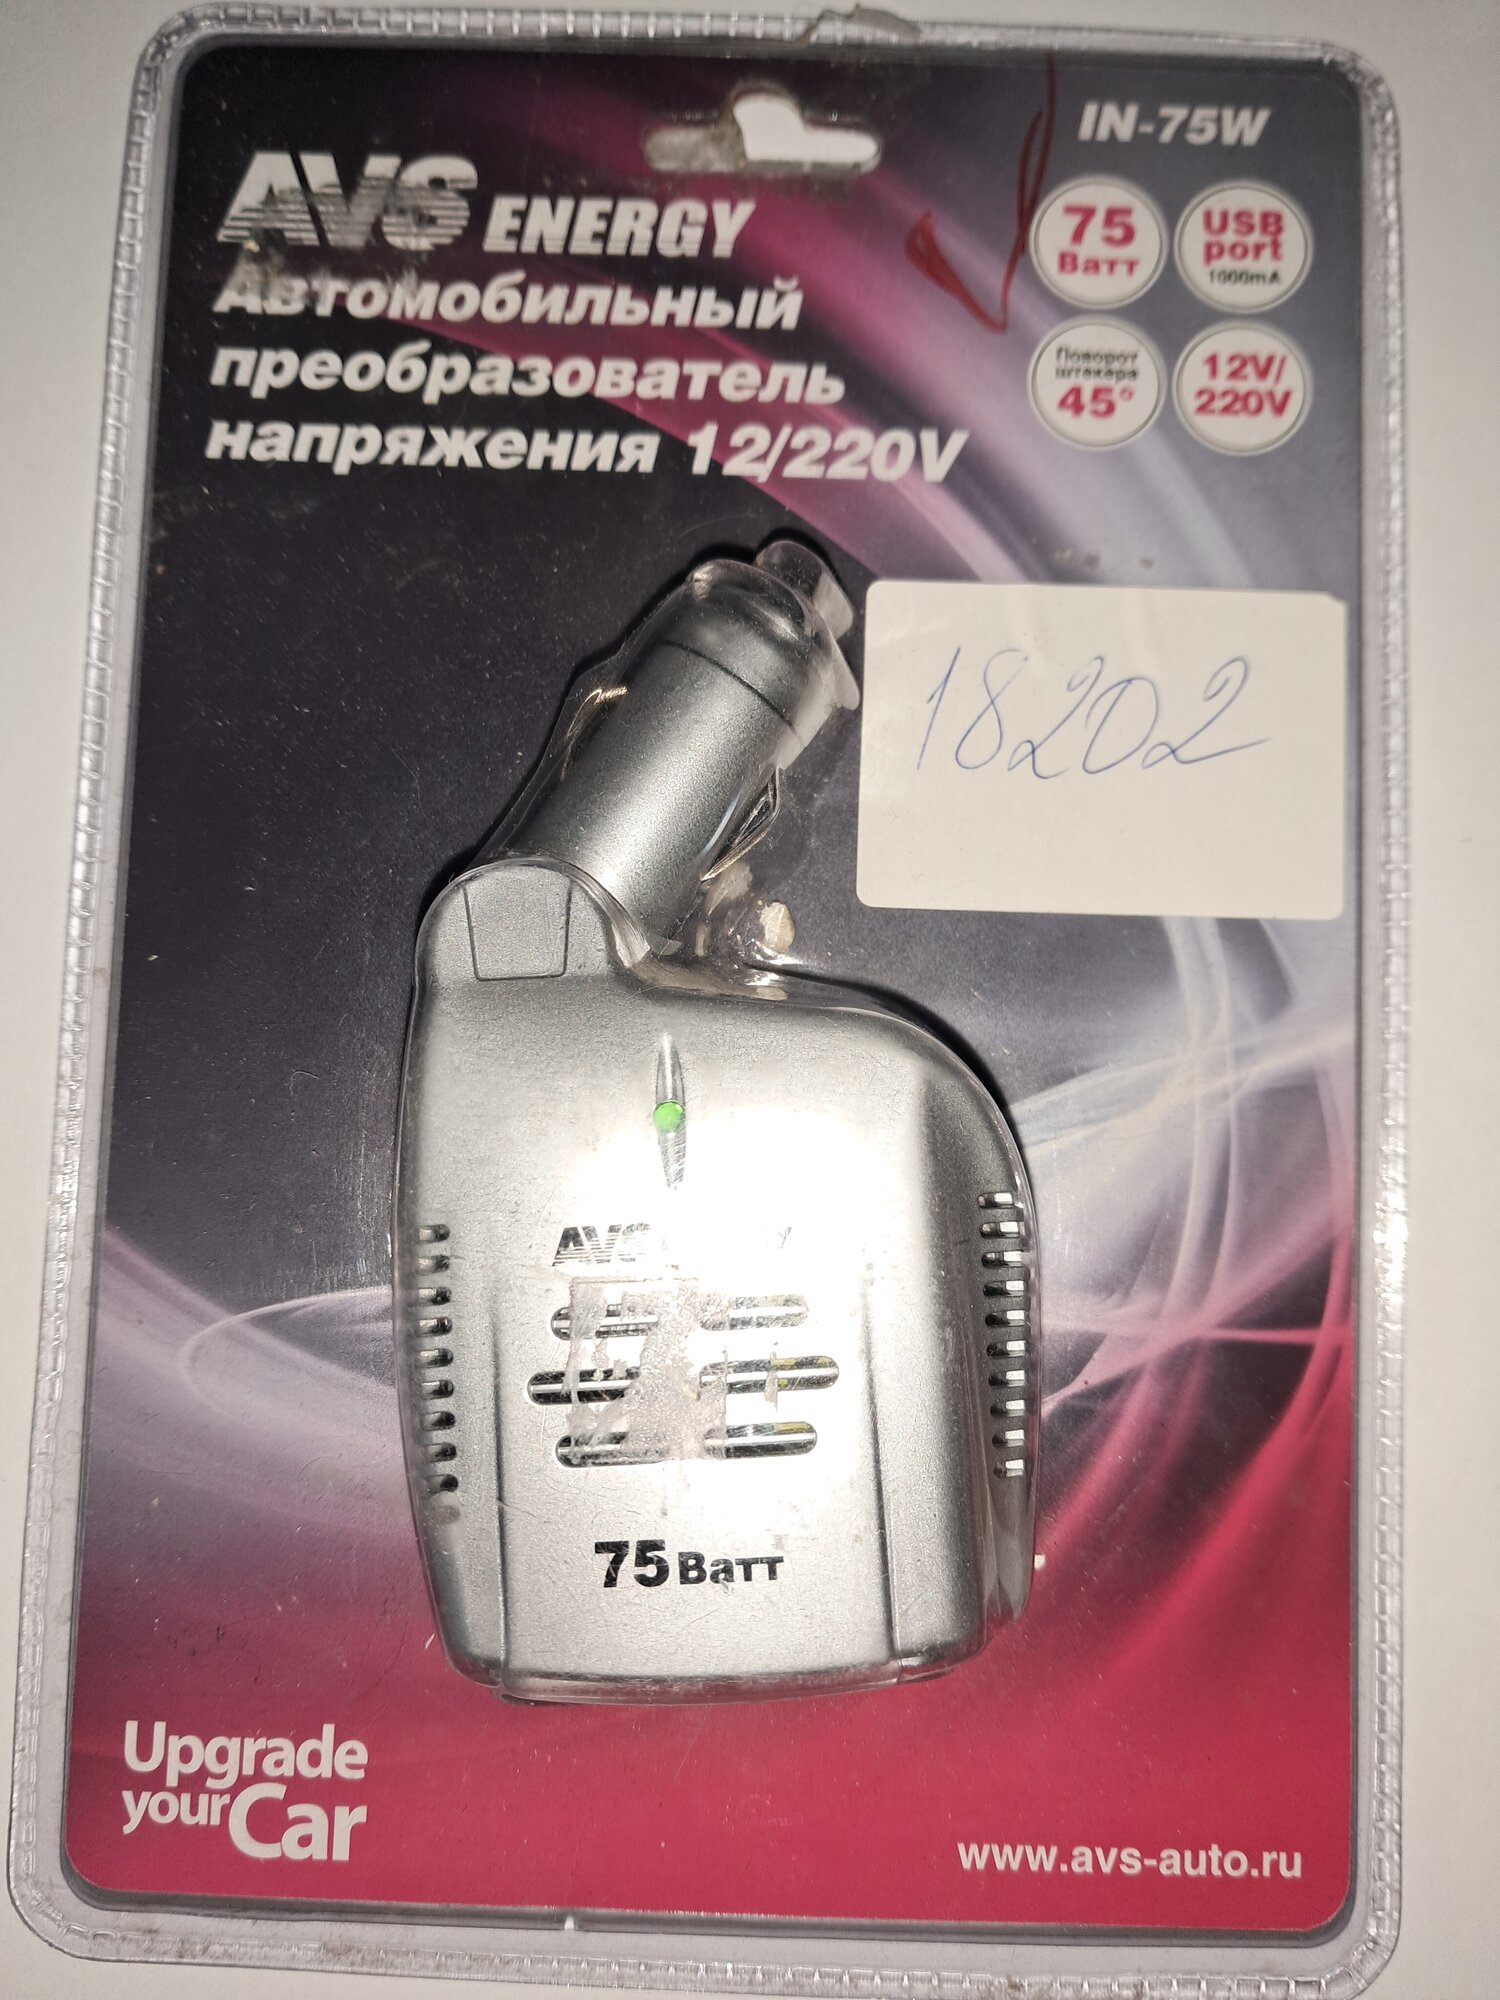 IN-75W
AVS ENERGY
Автомобильный
преобразователь
напряжения 12/220V
75
Ватт
USB
port
1000mA
Поворот
штекера
45°
12V/
220V
18202
AVS
75 Ватт
Upgrade
your Car
www.avs-auto.ru